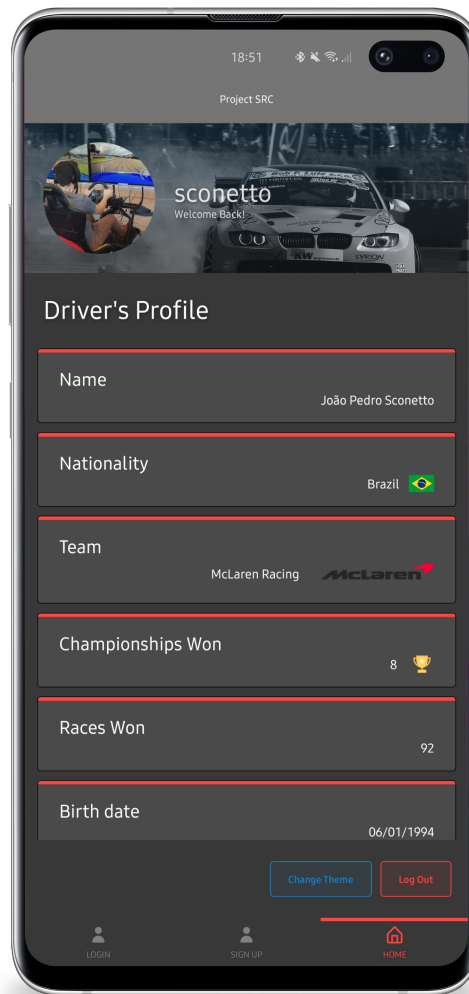 18:51
Project SRC
sconetto
Welcome Back!
KW
SYRON
Driver's Profile
Name
João Pedro Sconetto
Nationality
Brazil
Team
McLaren Racing McLaren
Championships Won
8
Races Won
92
Birth date
06/01/1994
Change Theme Log Out
LOGIN SIGN UP HOME